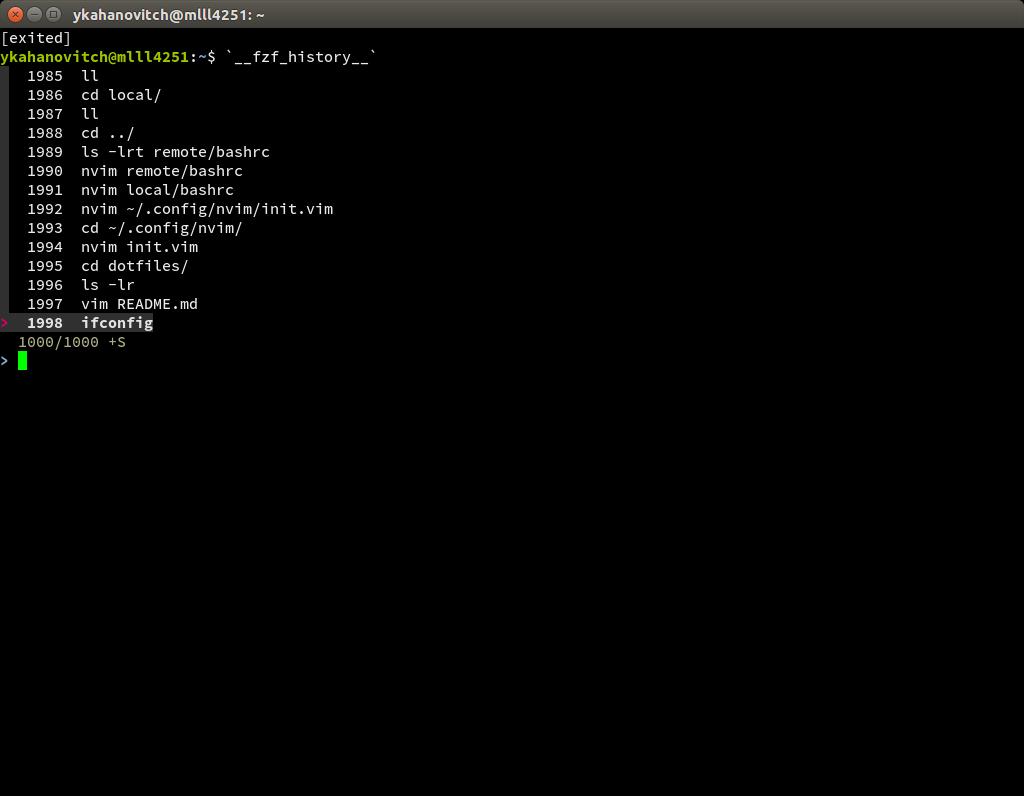 ykahanovitch@mlll4251: ~
[exited]
ykahanovitch@mlll4251:~$ `__fzf_history__`
1985  ll
1986  cd local/
1987  ll
1988  cd ../
1989  ls -lrt remote/bashrc
1990  nvim remote/bashrc
1991  nvim local/bashrc
1992  nvim ~/.config/nvim/init.vim
1993  cd ~/.config/nvim/
1994  nvim init.vim
1995  cd dotfiles/
1996  ls -lr
1997  vim README.md
> 1998  ifconfig
1000/1000 +S
>